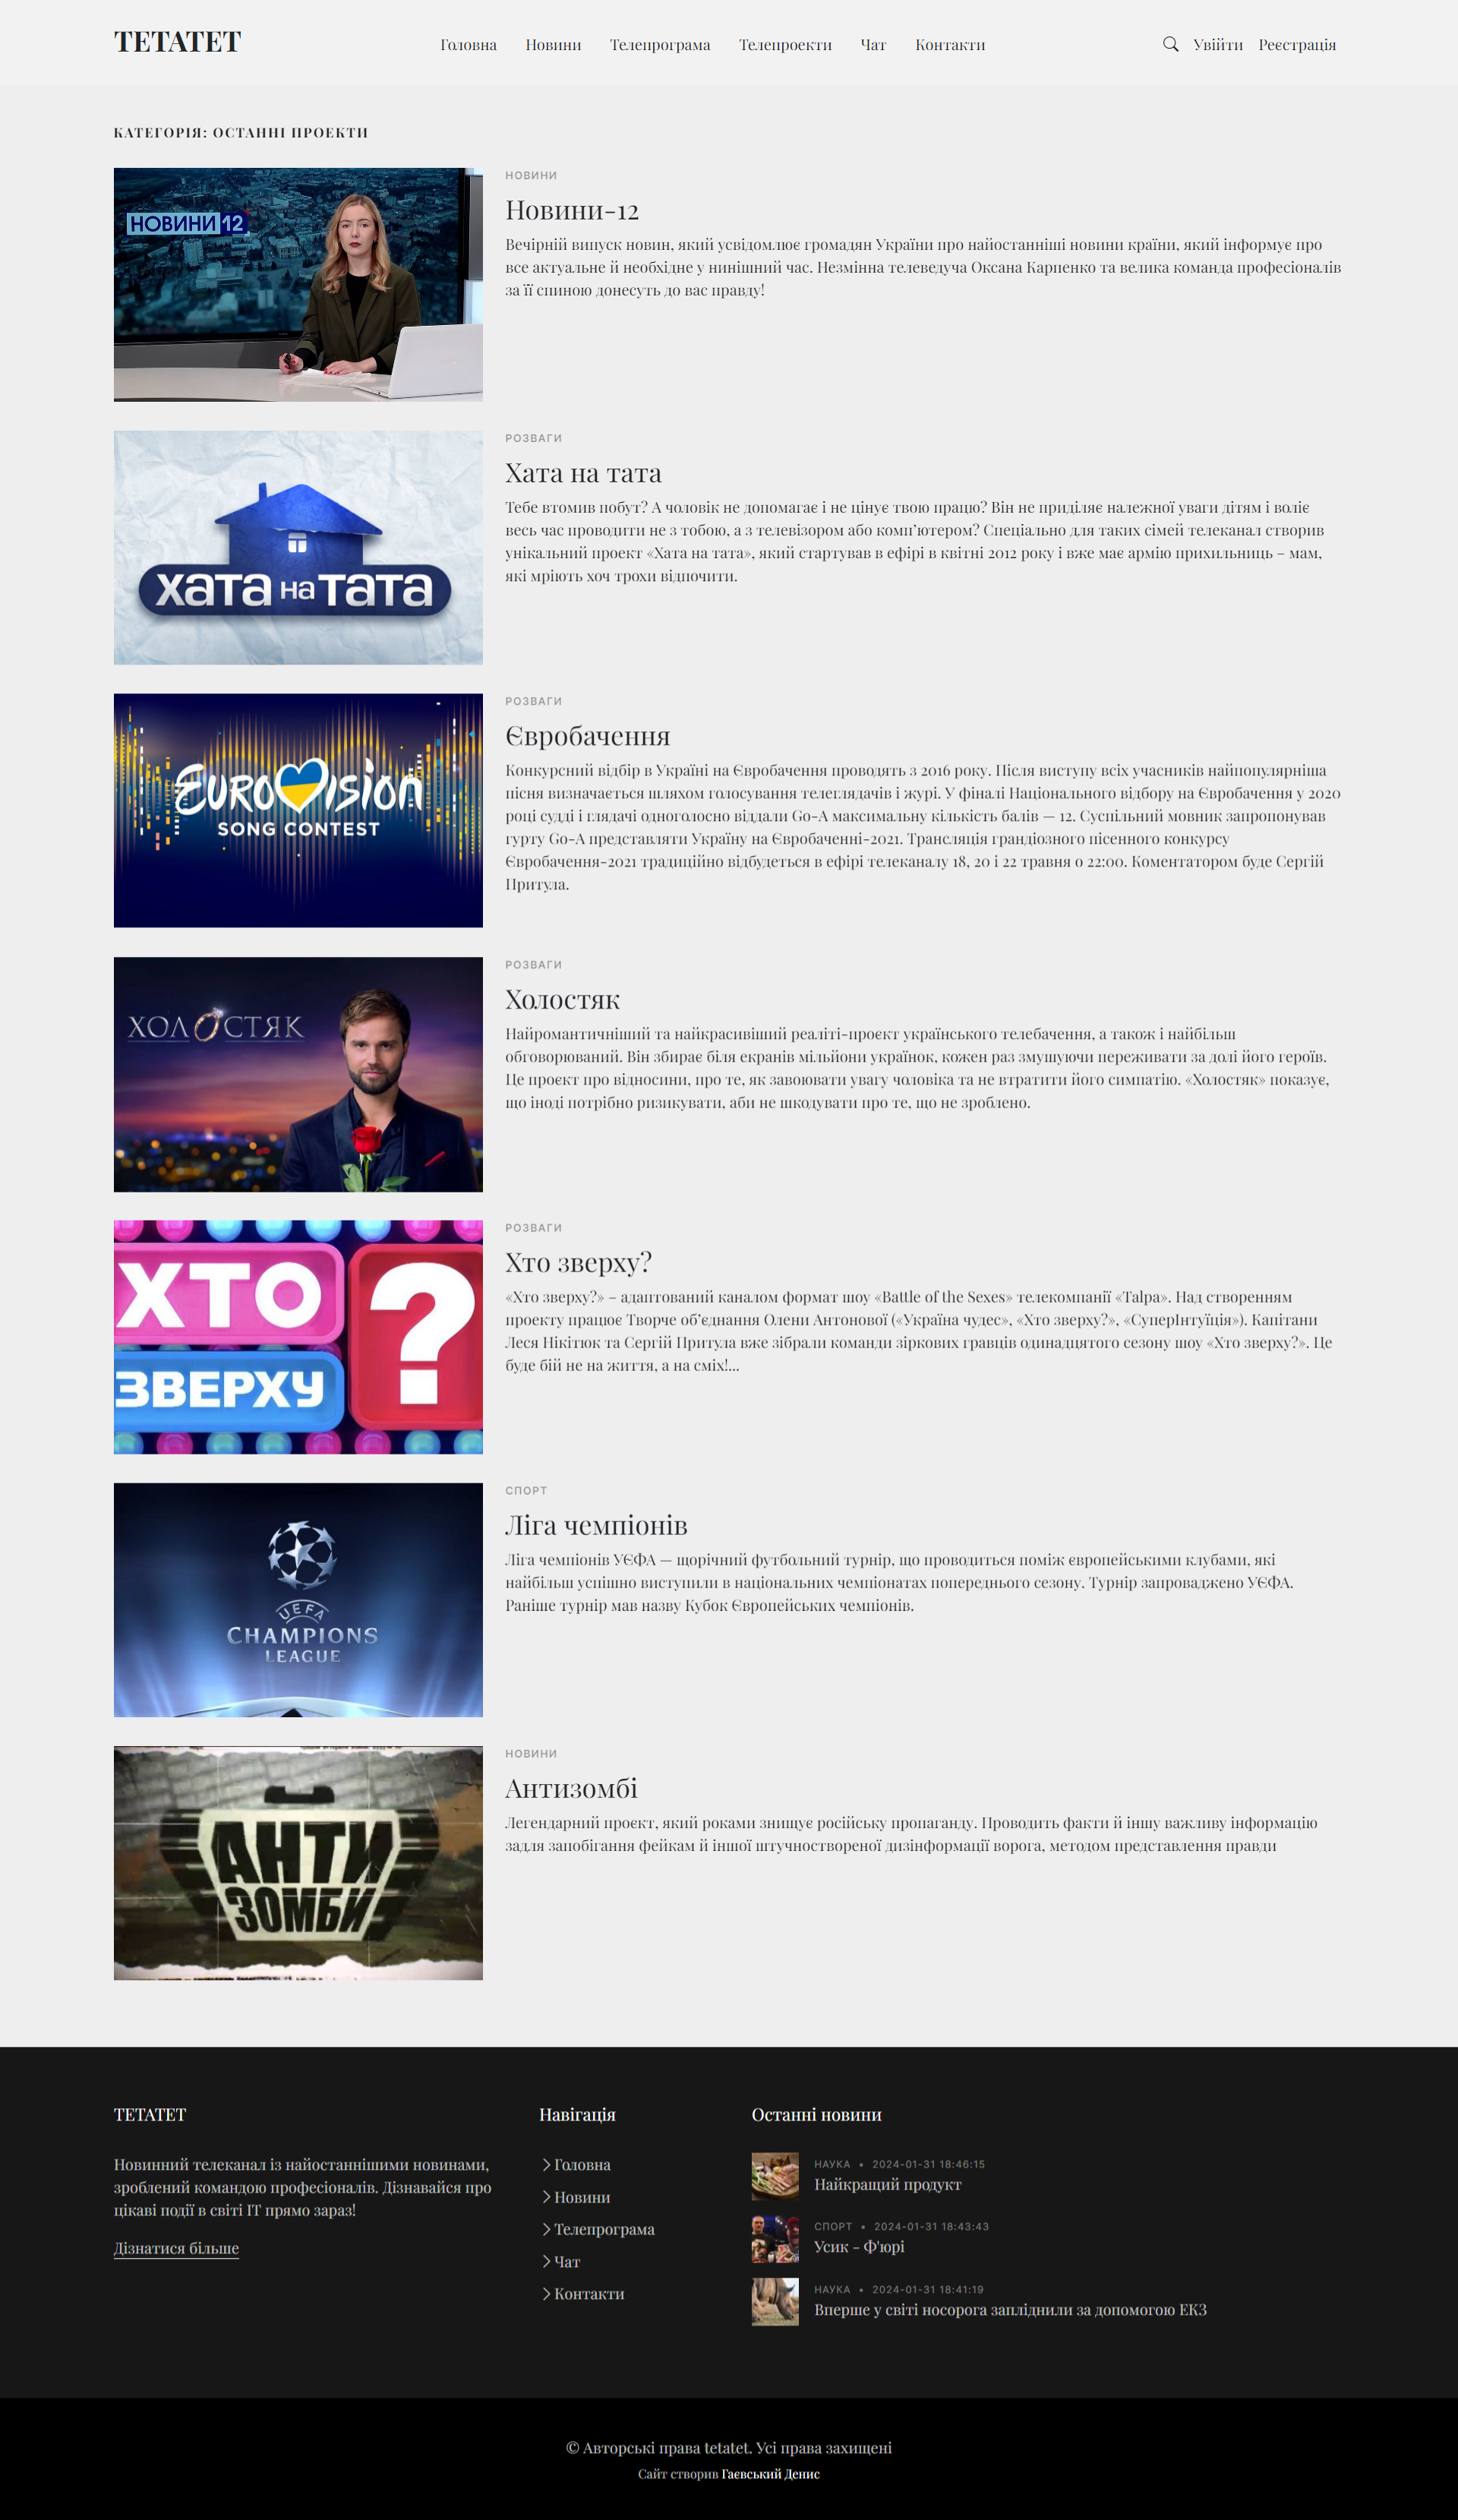 TETATET
Головна Новини Телепрограма Телепроекти Чат Контакти
Увійти Реєстрація
КАТЕГОРІЯ: ОСТАННІ ПРОЕКТИ
НОВИНИ 12
НОВИНИ
Новини-12
Вечірній випуск новин, який усвідомлює громадян України про найостанніші новини країни, який інформує про
все актуальне й необхідне у нинішний час. Незмінна телеведуча Оксана Карпенко та велика команда професіоналів
за її спиною донесуть до вас правду!
ХАТА НА ТАТА
РОЗВАГИ
Хата на тата
Тебе втомив побут? А чоловік не допомагає і не цінує твою працю? Він не приділяє належної уваги дітям і воліє
весь час проводити не з тобою, а з телевізором або комп’ютером? Спеціально для таких сімей телеканал створив
унікальний проект «Хата на тата», який стартував в ефірі в квітні 2012 року і вже має армію прихильниць – мам,
які мріють хоч трохи відпочити.
EUROVISION
SONG CONTEST
РОЗВАГИ
Євробачення
Конкурсний відбір в Україні на Євробачення проводять з 2016 року. Після виступу всіх учасників найпопулярніша
пісня визначається шляхом голосування телеглядачів і журі. У фіналі Національного відбору на Євробачення у 2020
році судді і глядачі одноголосно віддали Go-A максимальну кількість балів — 12. Суспільний мовник запропонував
гурту Go-A представляти Україну на Євробаченні-2021. Трансляція грандіозного пісенного конкурсу
Євробачення-2021 традиційно відбудеться в ефірі телеканалу 18, 20 і 22 травня о 22:00. Коментатором буде Сергій
Притула.
ХОЛОСТЯК
РОЗВАГИ
Холостяк
Найромантичніший та найкрасивіший реаліті-проєкт українського телебачення, а також і найбільш
обговорюваний. Він збирає біля екранів мільйони українок, кожен раз змушуючи переживати за долі його героїв.
Це проєкт про відносини, про те, як завоювати увагу чоловіка та не втратити його симпатію. «Холостяк» показує,
що іноді потрібно ризикувати, аби не шкодувати про те, що не зроблено.
ХТО
ЗВЕРХУ
?
РОЗВАГИ
Хто зверху?
«Хто зверху?» – адаптований каналом формат шоу «Battle of the Sexes» телекомпанії «Talpa». Над створенням
проекту працює Творче об’єднання Олени Антонової («Україна чудес», «Хто зверху?», «СуперІнтуїція»). Капітани
Леся Нікітюк та Сергій Притула вже зібрали команди зіркових гравців одинадцятого сезону шоу «Хто зверху?». Це
буде бій не на життя, а на сміх!...
UEFA
CHAMPIONS
LEAGUE
СПОРТ
Ліга чемпіонів
Ліга чемпіонів УЄФА — щорічний футбольний турнір, що проводиться поміж європейськими клубами, які
найбільш успішно виступили в національних чемпіонатах попереднього сезону. Турнір запроваджено УЄФА.
Раніше турнір мав назву Кубок Європейських чемпіонів.
АНТИ
ЗОМБИ
НОВИНИ
Антизомбі
Легендарний проєкт, який роками знищує російську пропаганду. Проводить факти й іншу важливу інформацію
задля запобігання фейкам й іншої штучноствореної дизінформації ворога, методом представлення правди
TETATET
Новинний телеканал із найостаннішими новинами,
зроблений командою професіоналів. Дізнавайся про
цікаві події в світі ІТ прямо зараз!
Дізнатися більше
Навігація
Головна
Новини
Телепрограма
Чат
Контакти
Останні новини
НАУКА • 2024-01-31 18:46:15
Найкращий продукт
СПОРТ • 2024-01-31 18:43:43
Усик - Ф'юрі
НАУКА • 2024-01-31 18:41:19
Вперше у світі носорога запліднили за допомогою ЕКЗ
© Авторські права tetatet. Усі права захищені
Сайт створив Гаєвський Денис